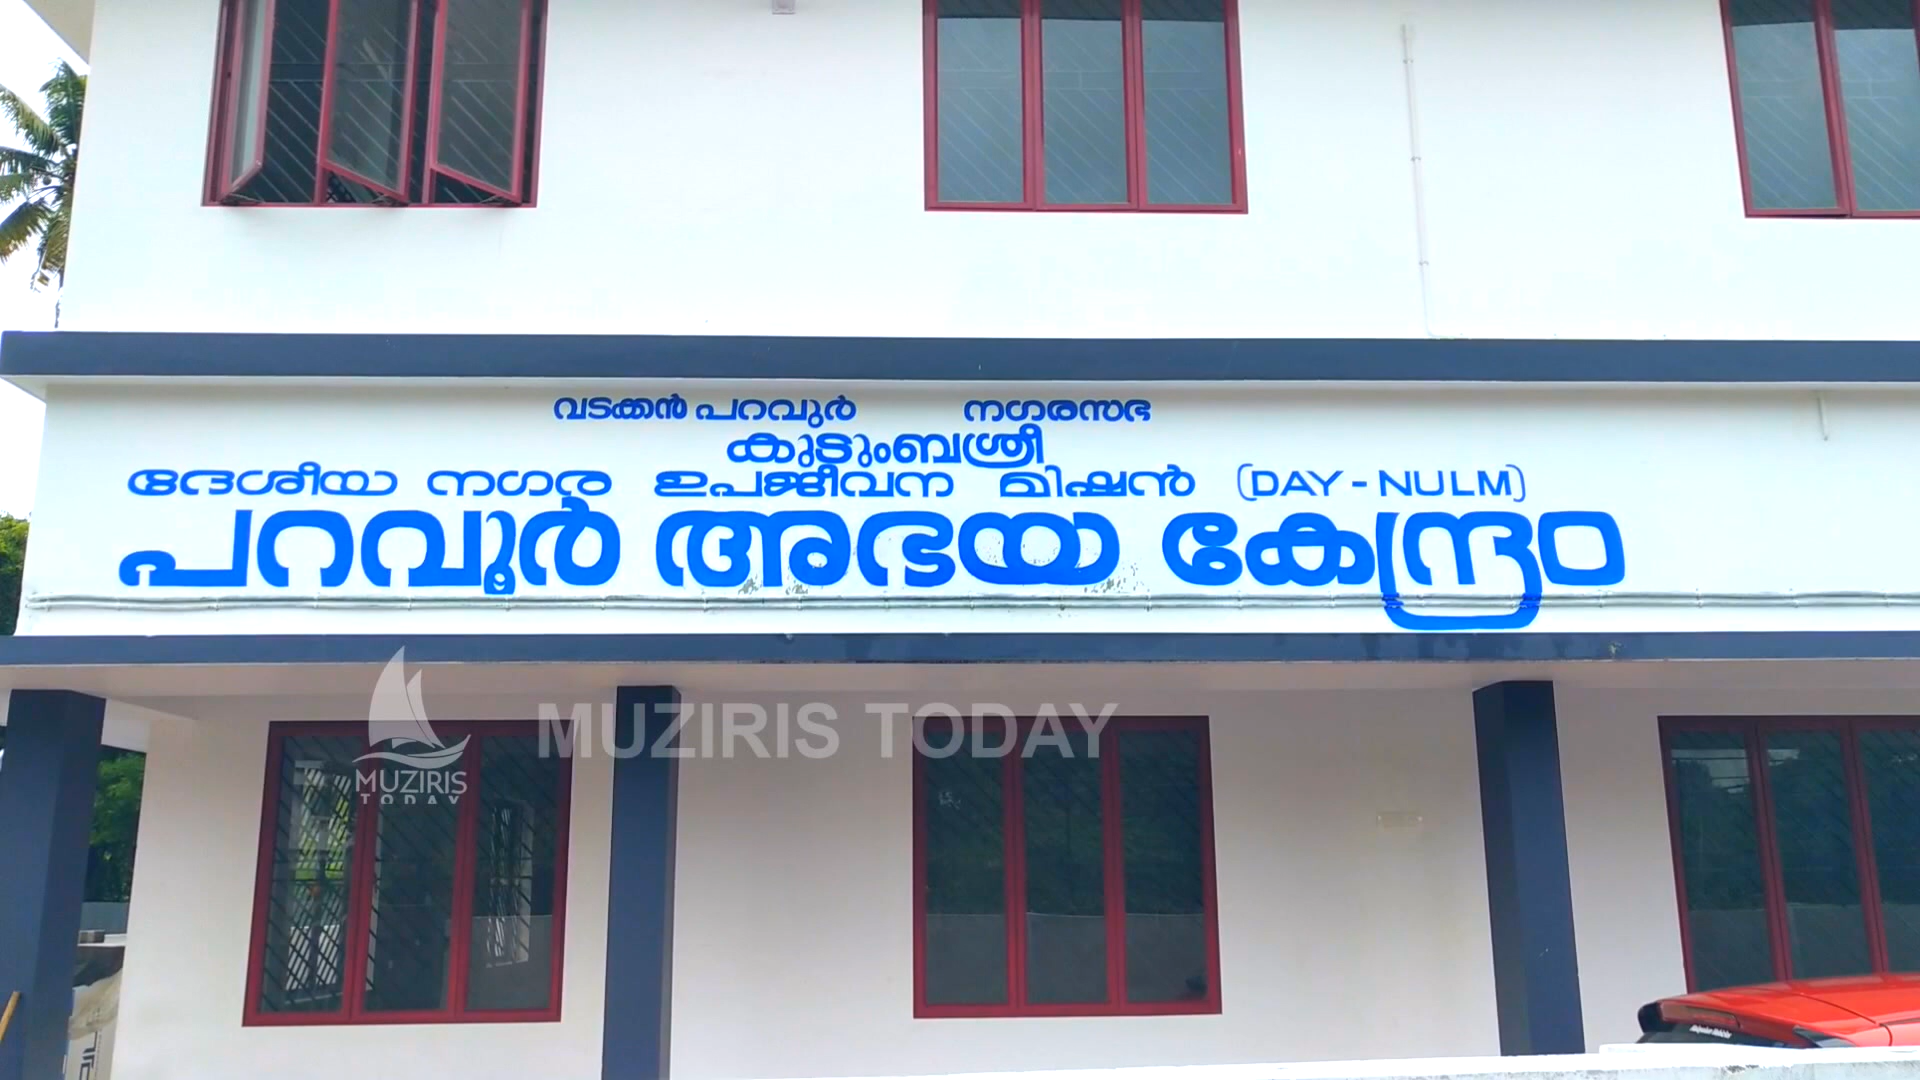 വടക്കൻ പറവൂർ നഗരസഭ
കുടുംബശ്രീ
ദേശീയ നഗര ഉപജീവന മിഷൻ (DAY - NULM)
പറവൂർ അഭയ കേന്ദ്രം
MUZIRIS TODAY
MUZIRIS
TODAY